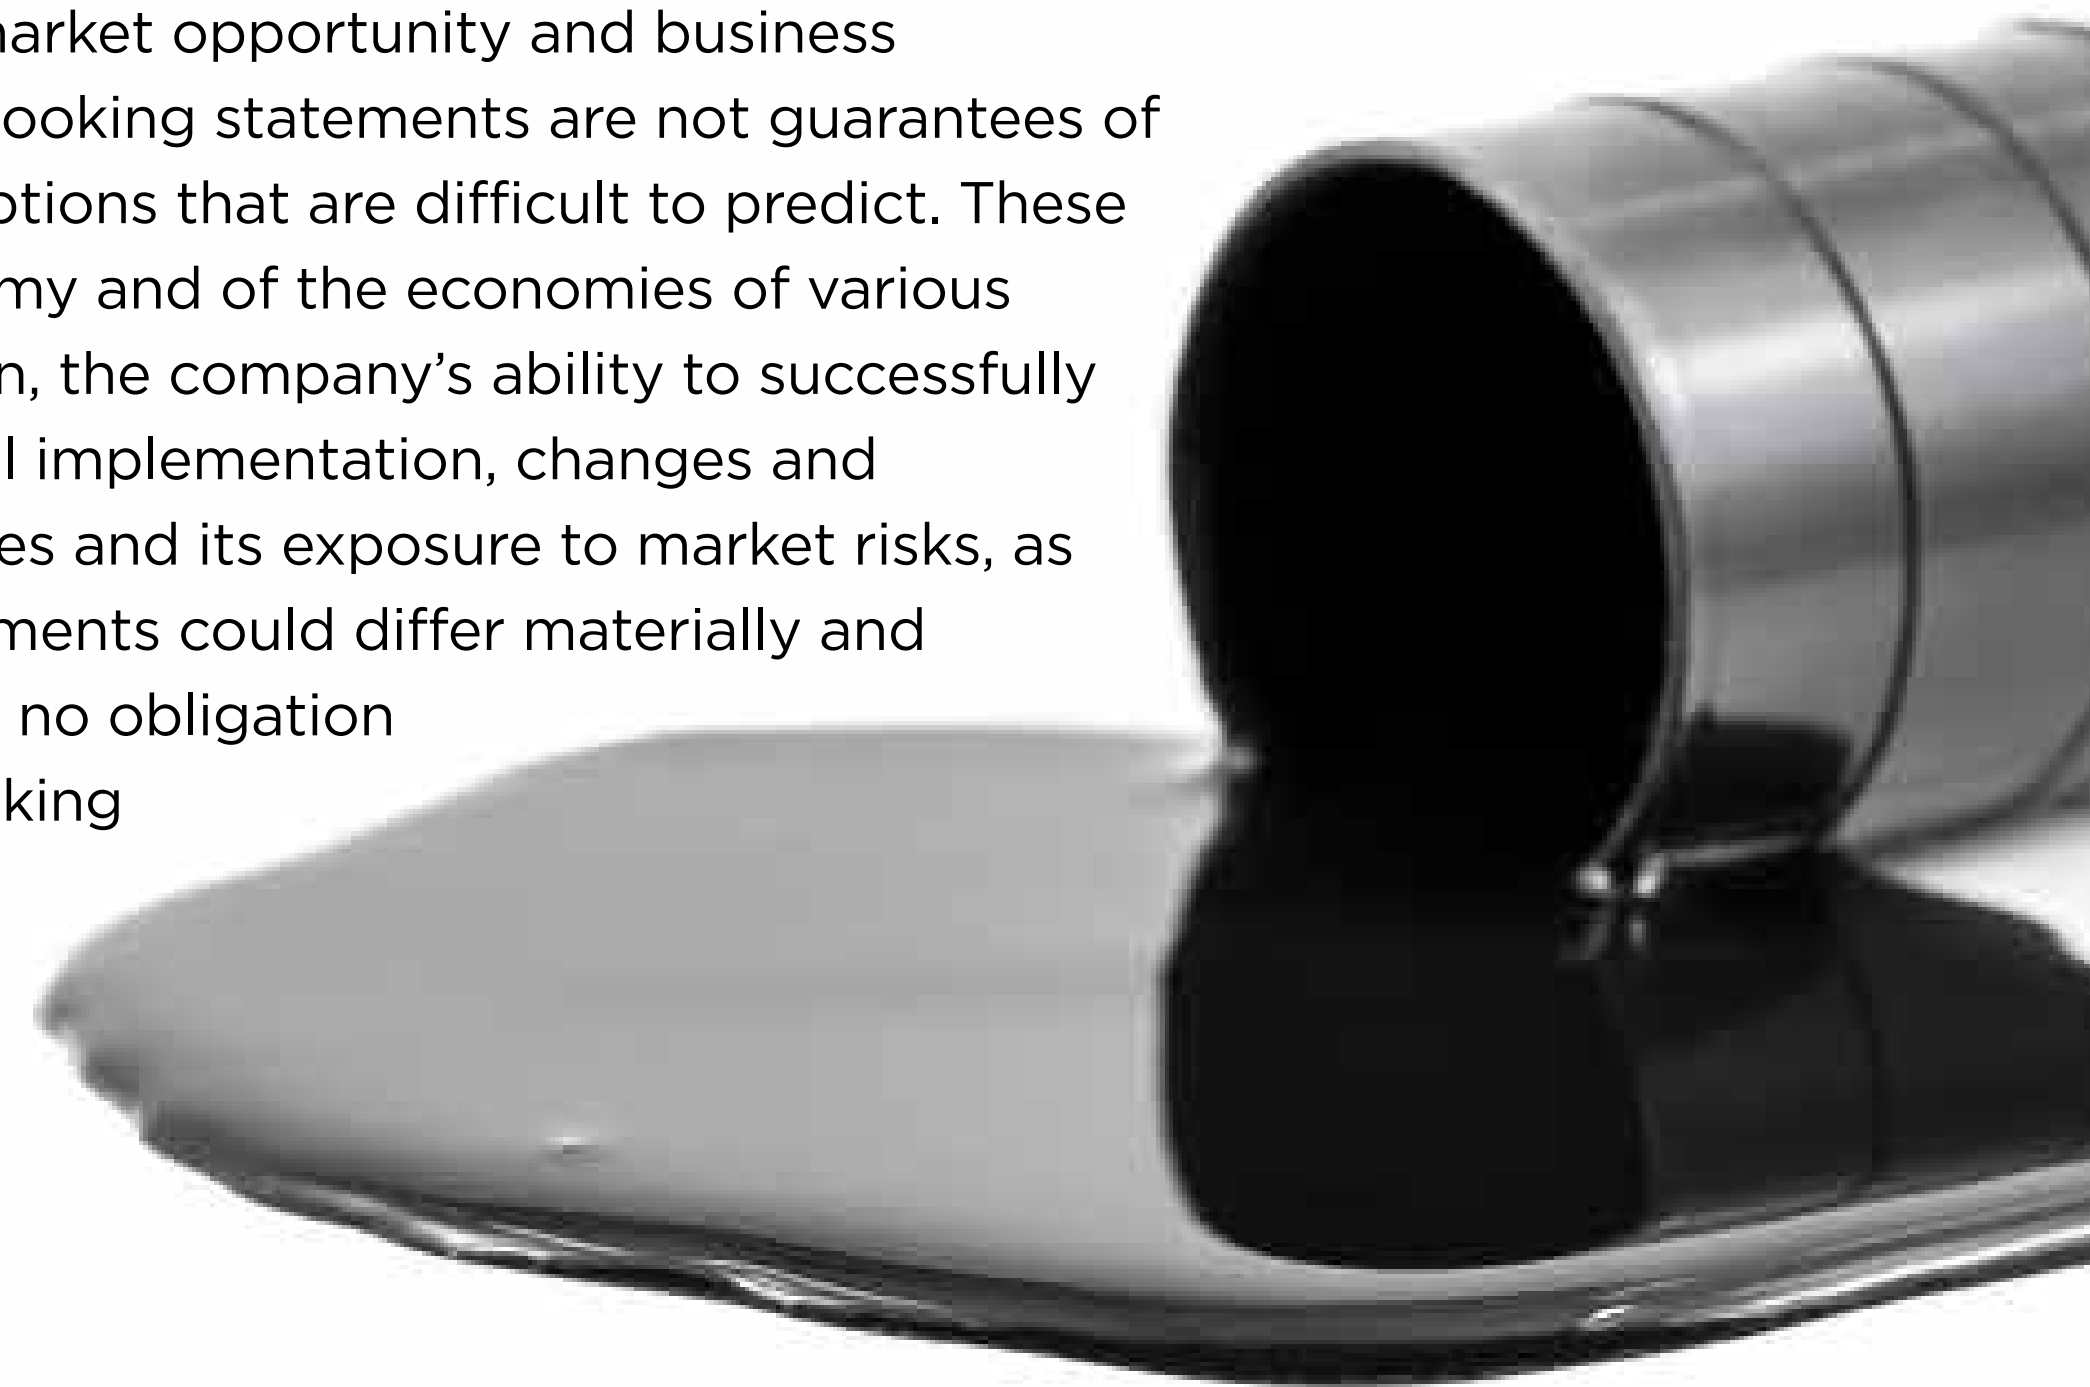 market opportunity and business
ooking statements are not guarantees of
ptions that are difficult to predict. These
my and of the economies of various
n, the company’s ability to successfully
l implementation, changes and
es and its exposure to market risks, as
ments could differ materially and
no obligation
king